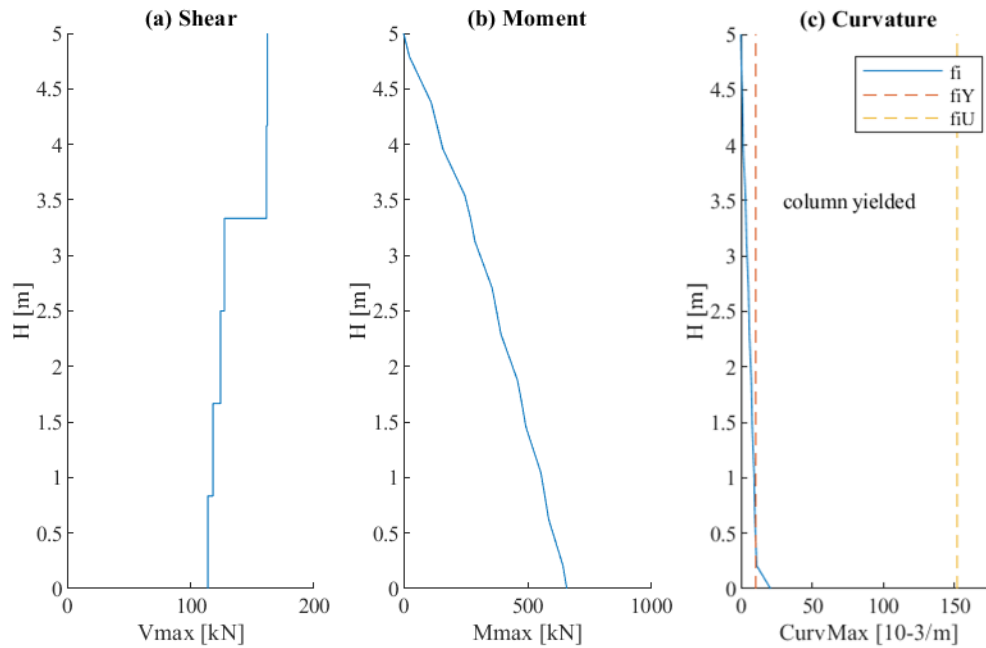 (a) Shear
5
4.5
4
3.5
3
2.5
2
1.5
1
0.5
0
H [m]
0 100 200
Vmax [kN]
(b) Moment
5
4.5
4
3.5
3
2.5
2
1.5
1
0.5
0
H [m]
0 500 1000
Mmax [kN]
(c) Curvature
5
4.5
4
3.5
3
2.5
2
1.5
1
0.5
0
H [m]
fi
fiY
fiU
column yielded
0 50 100 150
CurvMax [10-3/m]